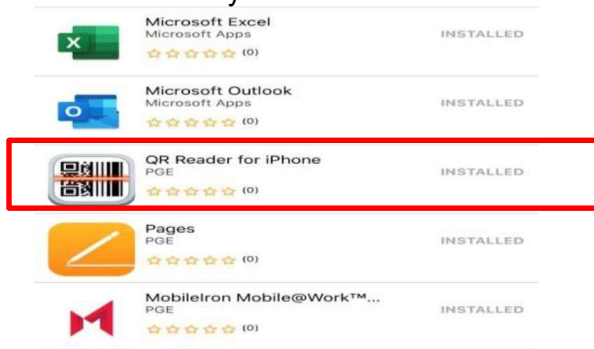 Microsoft Excel
Microsoft Apps
INSTALLED
(0)
Microsoft Outlook
Microsoft Apps
INSTALLED
(0)
QR Reader for iPhone
PGE
INSTALLED
(0)
Pages
PGE
INSTALLED
(0)
MobileIron Mobile@Work™...
PGE
INSTALLED
(0)